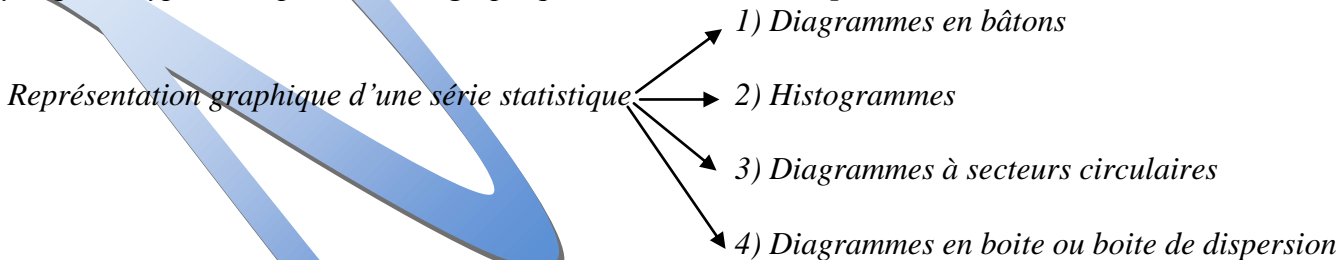 1) Diagrammes en bâtons
Représentation graphique d’une série statistique
2) Histogrammes
3) Diagrammes à secteurs circulaires
4) Diagrammes en boite ou boite de dispersion